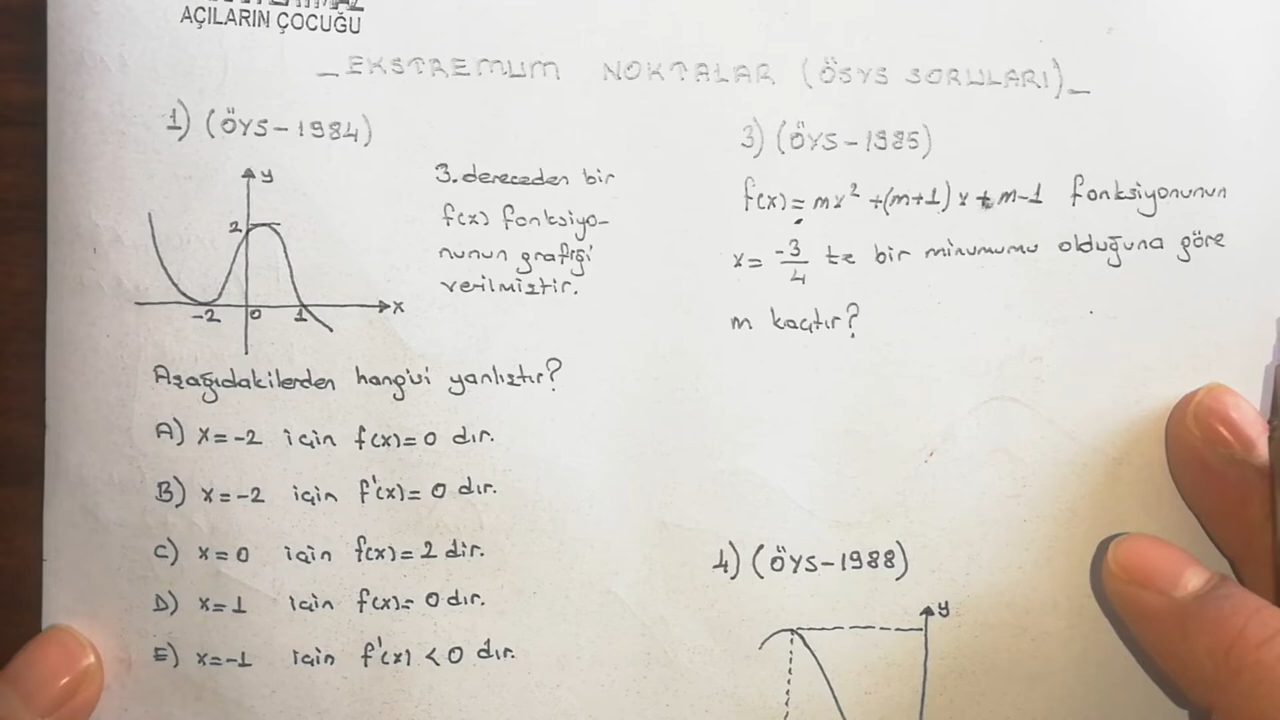 AÇILARIN ÇOCUĞU
_EKSTREMUM NOKTALAR (ÖSYS SORULARI)_
1) (ÖYS-1984)
y
2
-2
0
1
x
3.dereceden bir
f(x) fonksiyo-
nunun grafiği
verilmiştir.
Aşağıdakilerden hangisi yanlıştır?
A) x=-2 için f(x)=0 dır.
B) x=-2 için f'(x)=0 dır.
C) x=0 için f(x)=2 dir.
D) x=1 için f(x)=0 dır.
E) x=-1 için f'(x)<0 dır.
3) (ÖYS-1985)
f(x)=mx²+(m+1)x+m-1 fonksiyonunun
x=-3/4 te bir minumumu olduğuna göre
m kaçtır?
4) (ÖYS-1988)
y